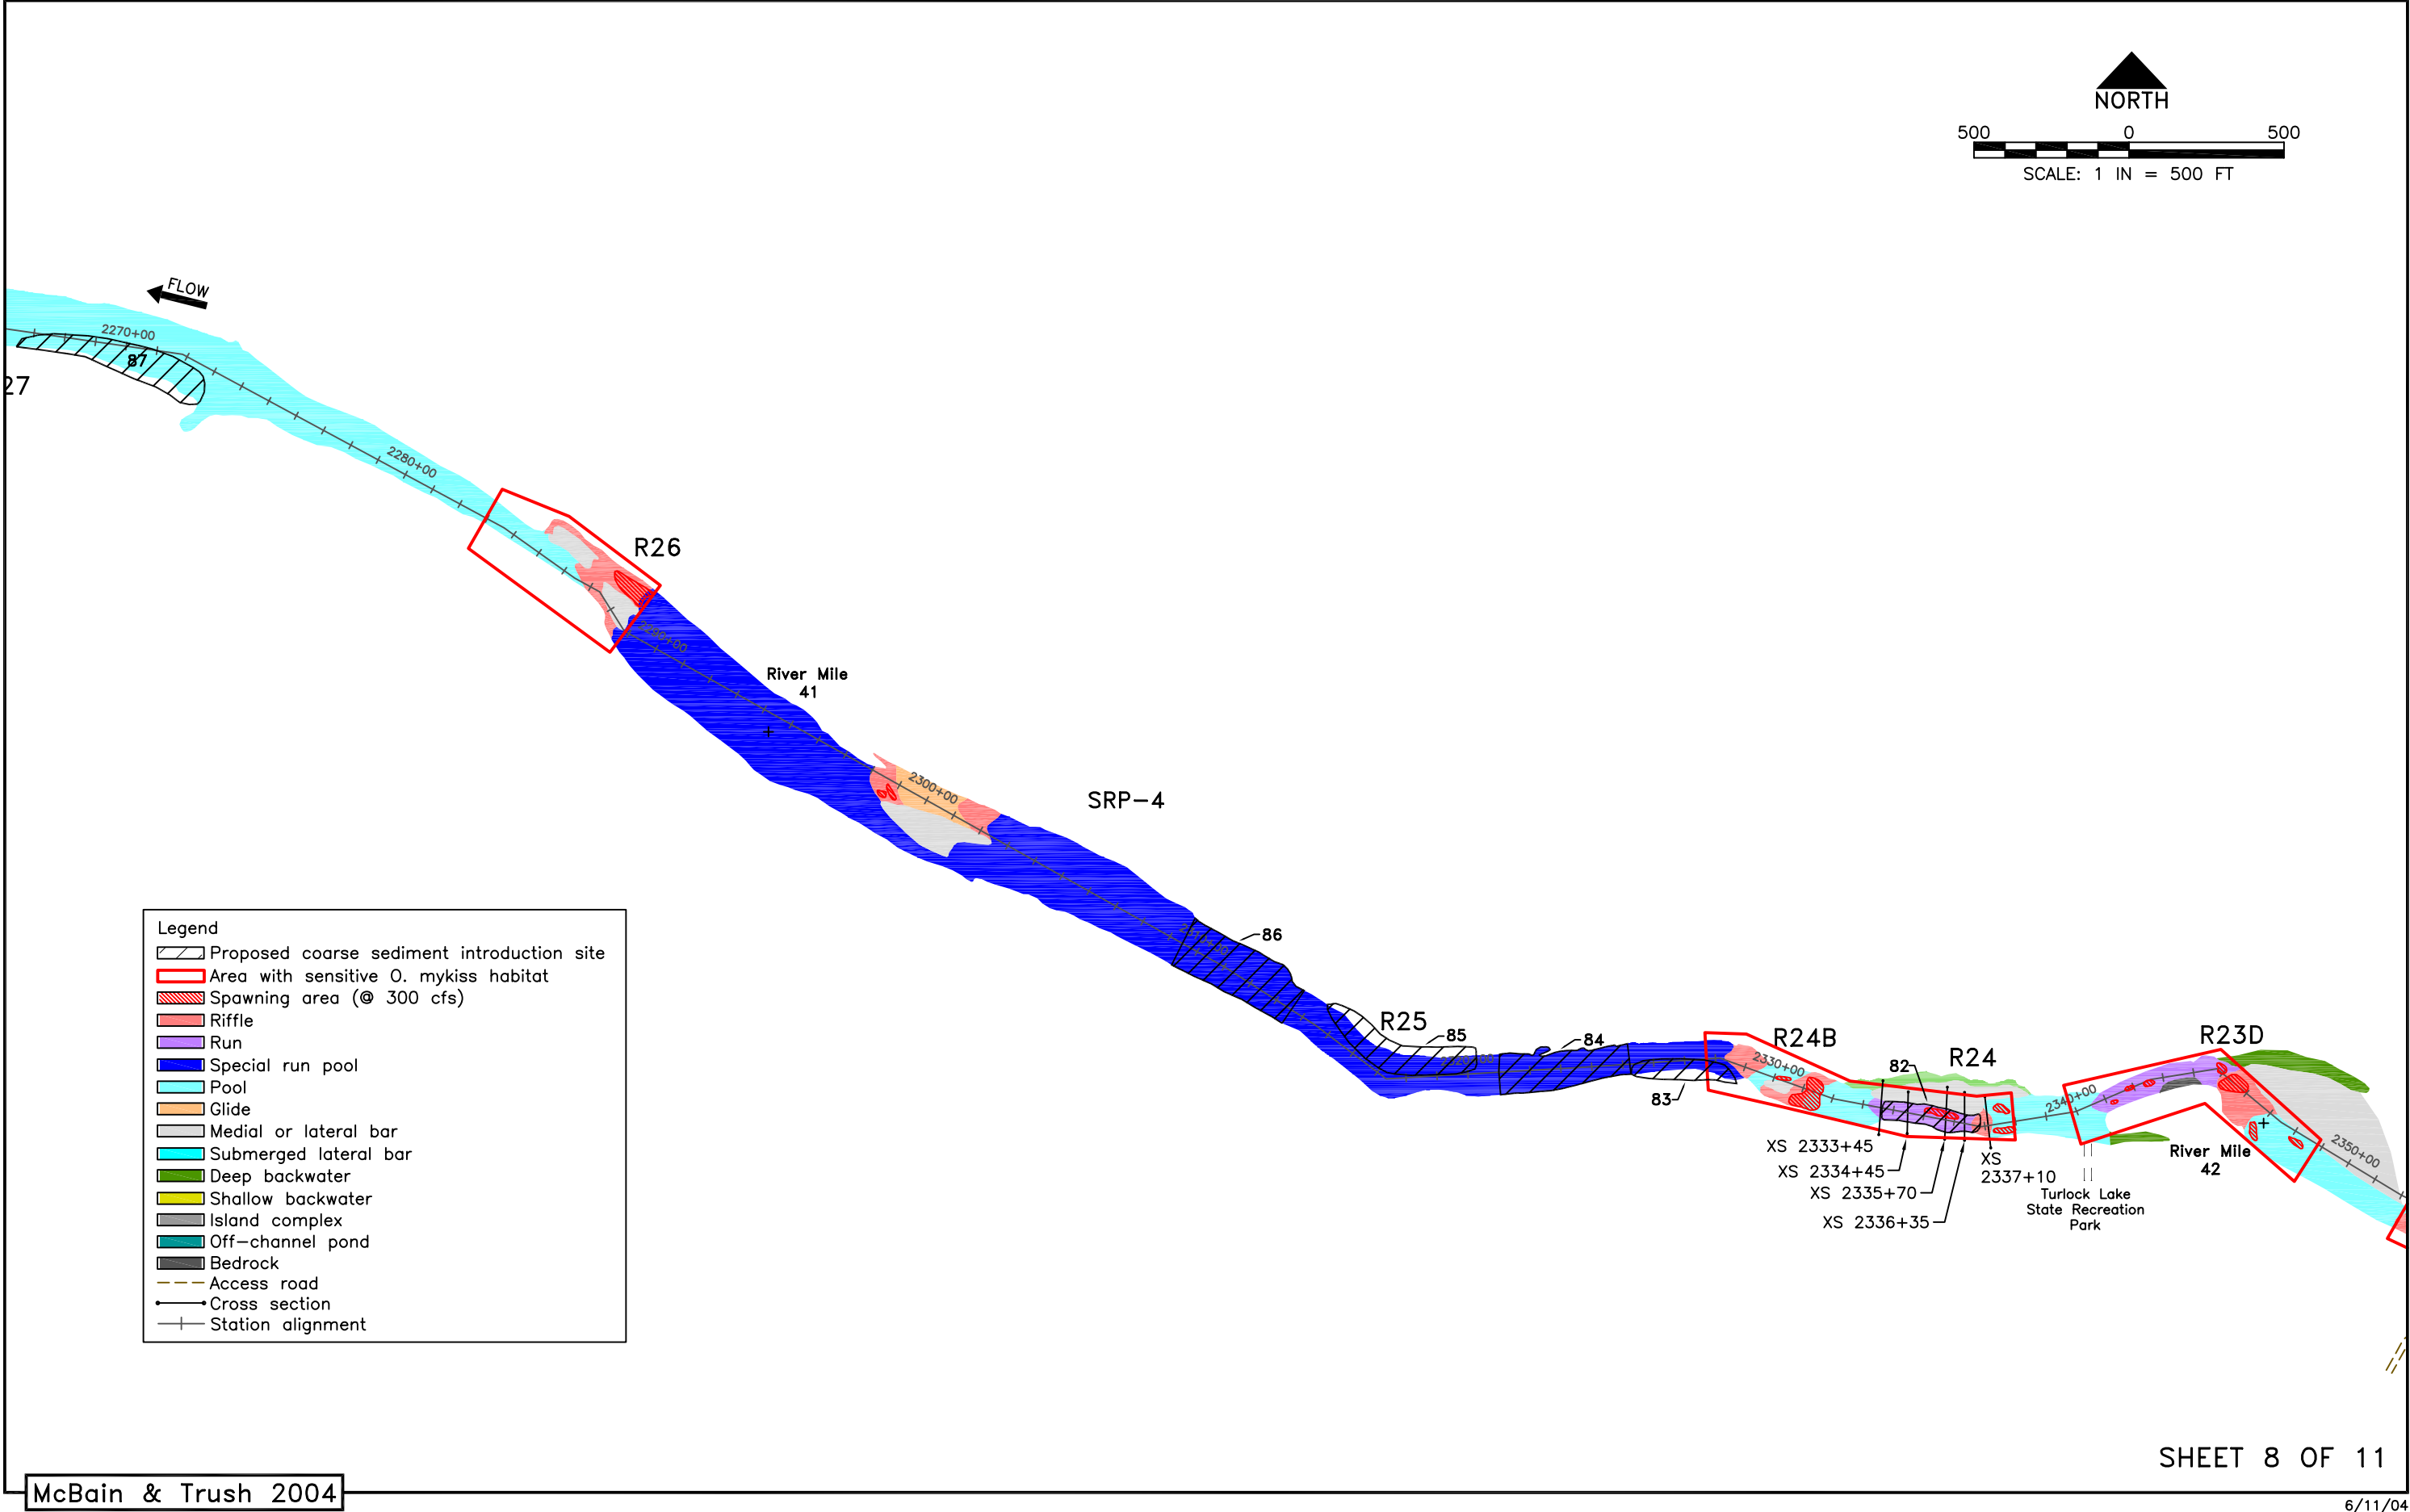 NORTH
500 0 500
SCALE: 1 IN = 500 FT
FLOW
2270+00
87
27
2280+00
R26
2290+00
River Mile
41
2300+00
SRP-4
86
R25
85
2320+00
84
83
R24B
2330+00
R24
82
R23D
2340+00
XS 2333+45
XS 2334+45
XS 2335+70
XS 2336+35
XS
2337+10
Turlock Lake
State Recreation
Park
River Mile
42
2350+00
Legend
Proposed coarse sediment introduction site
Area with sensitive O. mykiss habitat
Spawning area (@ 300 cfs)
Riffle
Run
Special run pool
Pool
Glide
Medial or lateral bar
Submerged lateral bar
Deep backwater
Shallow backwater
Island complex
Off-channel pond
Bedrock
Access road
Cross section
Station alignment
SHEET 8 OF 11
McBain & Trush 2004
6/11/04